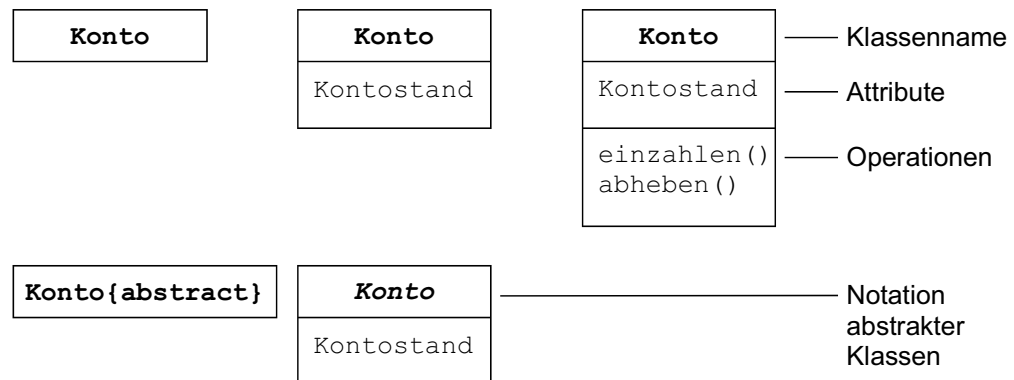 Konto
Konto
Kontostand
Konto
Kontostand
einzahlen()
abheben()
Klassenname
Attribute
Operationen
Konto{abstract}
Konto
Kontostand
Notation
abstrakter
Klassen